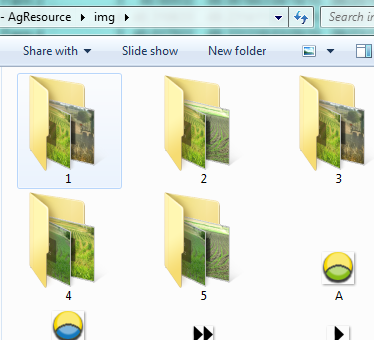 - AgResource ▸ img ▸
Search in
Share with ▾ Slide show New folder
1 2 3
4 5 A